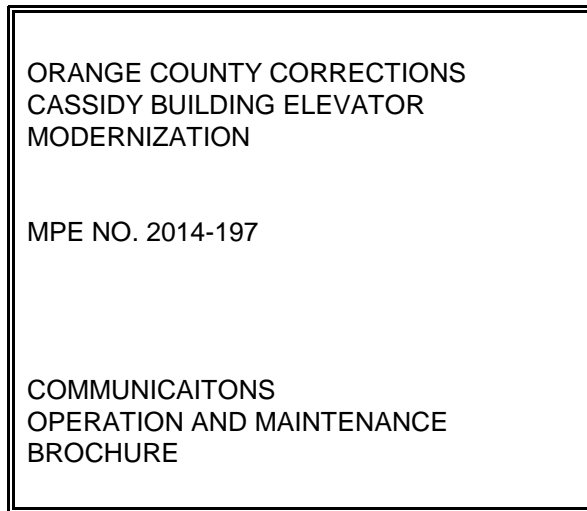 ORANGE COUNTY CORRECTIONS
CASSIDY BUILDING ELEVATOR
MODERNIZATION
MPE NO. 2014-197
COMMUNICAITONS
OPERATION AND MAINTENANCE
BROCHURE